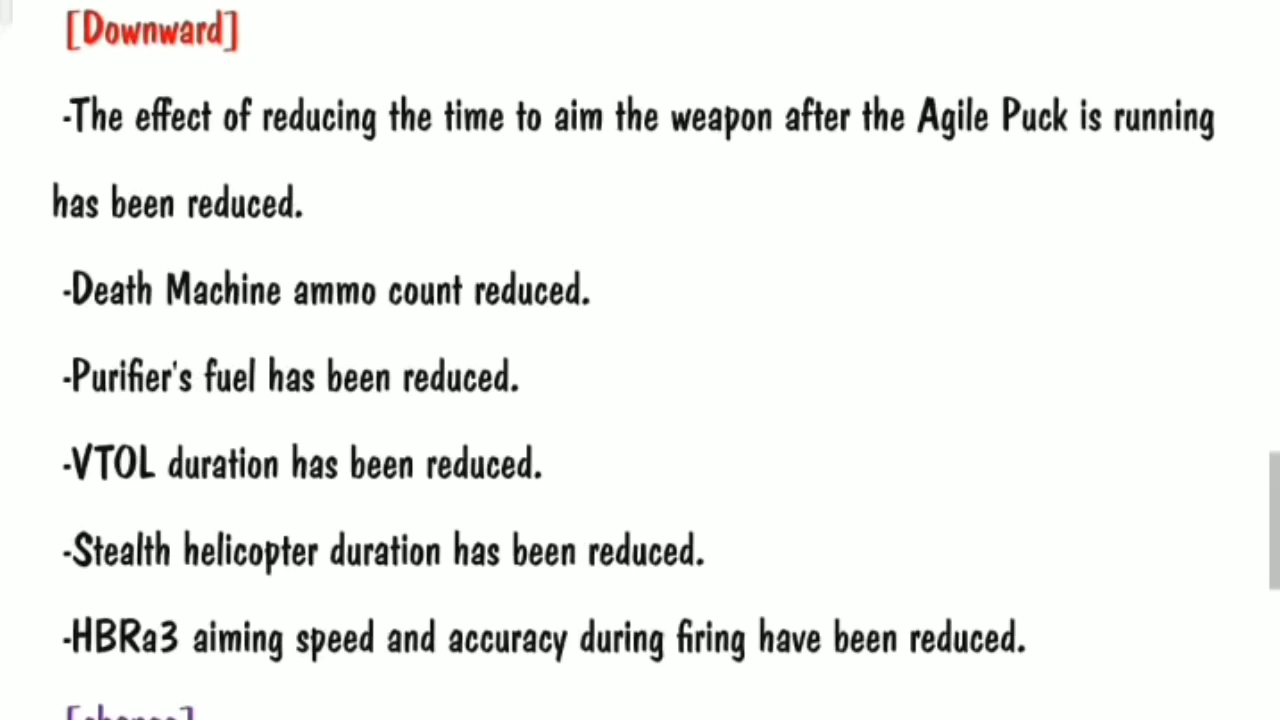 [Downward]
-The effect of reducing the time to aim the weapon after the Agile Puck is running
has been reduced.
-Death Machine ammo count reduced.
-Purifier's fuel has been reduced.
-VTOL duration has been reduced.
-Stealth helicopter duration has been reduced.
-HBRa3 aiming speed and accuracy during firing have been reduced.
[change]